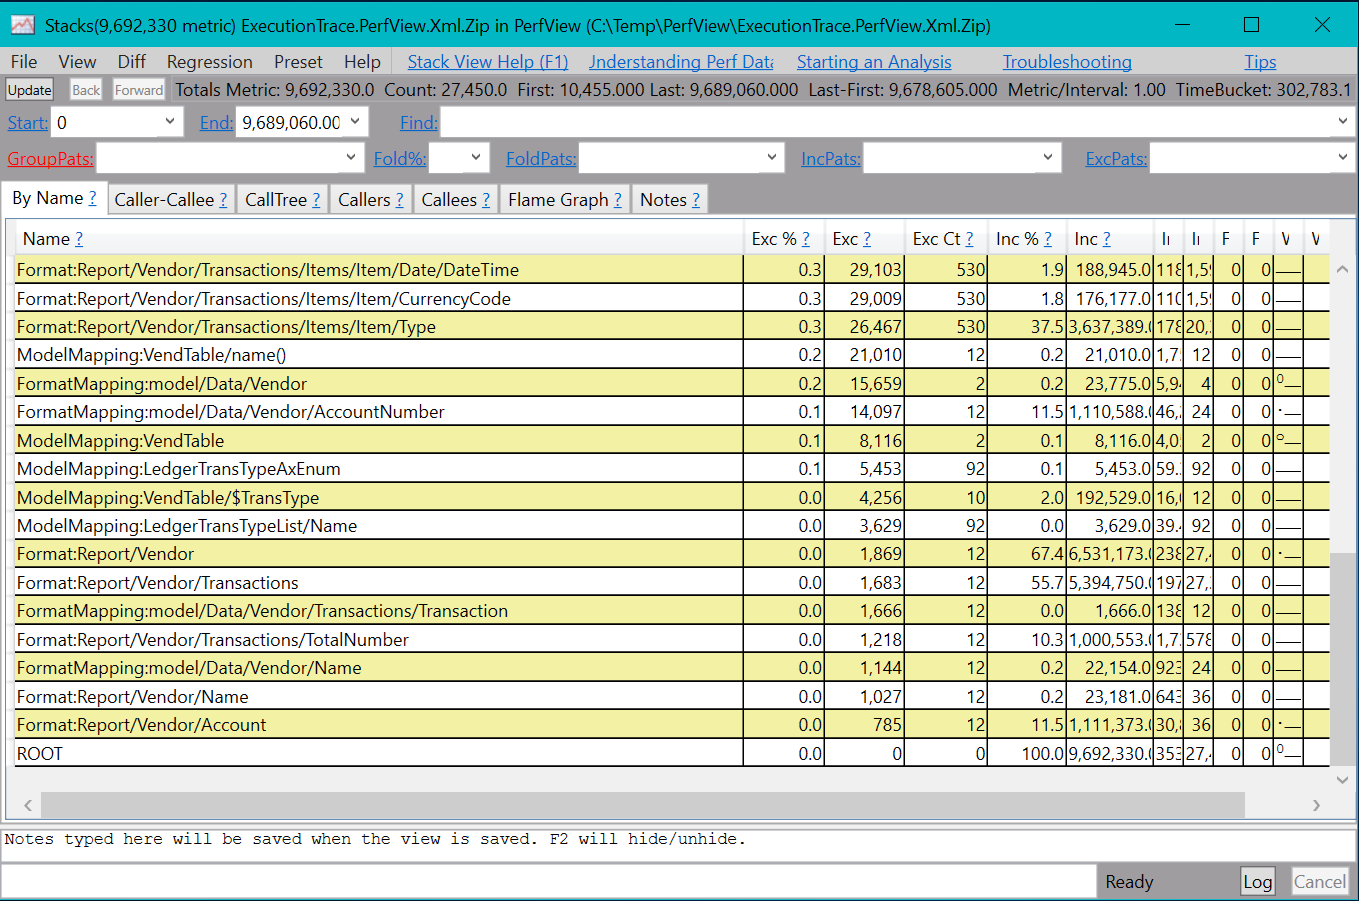 Stacks(9,692,330 metric) ExecutionTrace.PerfView.Xml.Zip in PerfView (C:\Temp\PerfView\ExecutionTrace.PerfView.Xml.Zip)
File View Diff Regression Preset Help Stack View Help (F1) Jnderstanding Perf Data Starting an Analysis Troubleshooting Tips
Update Back Forward Totals Metric: 9,692,330.0 Count: 27,450.0 First: 10,455.000 Last: 9,689,060.000 Last-First: 9,678,605.000 Metric/Interval: 1.00 TimeBucket: 302,783.1
Start: 0 End: 9,689,060.00 Find:
GroupPats: Fold%: FoldPats: IncPats: ExcPats:
By Name ? Caller-Callee ? CallTree ? Callers ? Callees ? Flame Graph ? Notes ?
Name ? Exc % ? Exc ? Exc Ct ? Inc % ? Inc ? F F
Format:Report/Vendor/Transactions/Items/Item/Date/DateTime 0.3 29,103 530 1.9 188,945.0 118 1,59 0 0
Format:Report/Vendor/Transactions/Items/Item/CurrencyCode 0.3 29,009 530 1.8 176,177.0 110 1,59 0 0
Format:Report/Vendor/Transactions/Items/Item/Type 0.3 26,467 530 37.5 3,637,389.0 178 20, 0 0
ModelMapping:VendTable/name() 0.2 21,010 12 0.2 21,010.0 1,75 12 0 0
FormatMapping:model/Data/Vendor 0.2 15,659 2 0.2 23,775.0 5,94 4 0 0
FormatMapping:model/Data/Vendor/AccountNumber 0.1 14,097 12 11.5 1,110,588.0 46, 24 0 0
ModelMapping:VendTable 0.1 8,116 2 0.1 8,116.0 4,05 2 0 0
ModelMapping:LedgerTransTypeAxEnum 0.1 5,453 92 0.1 5,453.0 59. 92 0 0
ModelMapping:VendTable/$TransType 0.0 4,256 10 2.0 192,529.0 16,0 12 0 0
ModelMapping:LedgerTransTypeList/Name 0.0 3,629 92 0.0 3,629.0 39.4 92 0 0
Format:Report/Vendor 0.0 1,869 12 67.4 6,531,173.0 238 27,4 0 0
Format:Report/Vendor/Transactions 0.0 1,683 12 55.7 5,394,750.0 197 27, 0 0
FormatMapping:model/Data/Vendor/Transactions/Transaction 0.0 1,666 12 0.0 1,666.0 138 12 0 0
Format:Report/Vendor/Transactions/TotalNumber 0.0 1,218 12 10.3 1,000,553.0 1,7 578 0 0
FormatMapping:model/Data/Vendor/Name 0.0 1,144 12 0.2 22,154.0 923 24 0 0
Format:Report/Vendor/Name 0.0 1,027 12 0.2 23,181.0 643 36 0 0
Format:Report/Vendor/Account 0.0 785 12 11.5 1,111,373.0 30,8 36 0 0
ROOT 0.0 0 0 100.0 9,692,330.0 353 27,4 0 0
Notes typed here will be saved when the view is saved. F2 will hide/unhide.
Ready Log Cancel